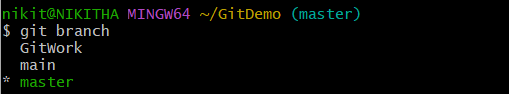 nikit@NIKITHA MINGW64 ~/GitDemo (master)
$ git branch
  GitWork
  main
* master